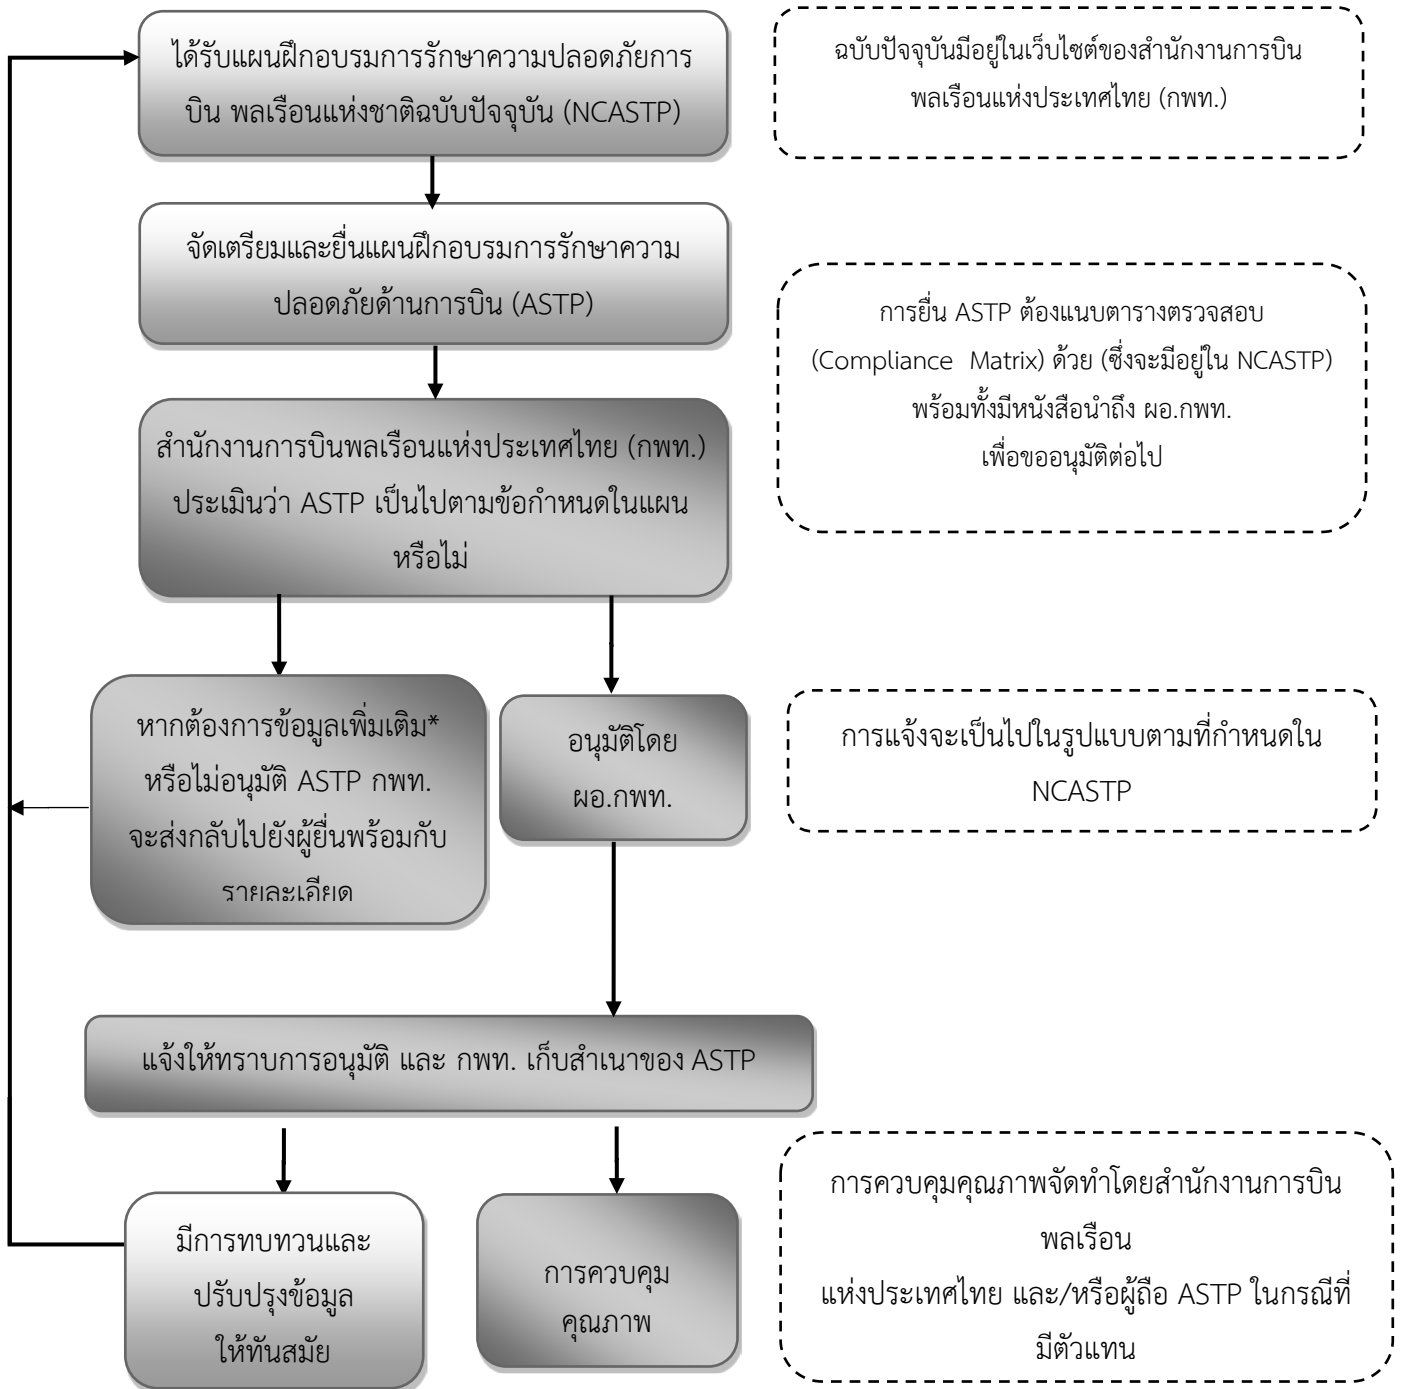 ได้รับแผนฝึกอบรมการรักษาความปลอดภัยการ
บิน พลเรือนแห่งชาติฉบับปัจจุบัน (NCASTP)
ฉบับปัจจุบันมีอยู่ในเว็บไซต์ของสำนักงานการบิน
พลเรือนแห่งประเทศไทย (กพท.)
จัดเตรียมและยื่นแผนฝึกอบรมการรักษาความ
ปลอดภัยด้านการบิน (ASTP)
การยื่น ASTP ต้องแนบตารางตรวจสอบ
(Compliance Matrix) ด้วย (ซึ่งจะมีอยู่ใน NCASTP)
พร้อมทั้งมีหนังสือนำถึง ผอ.กพท.
เพื่อขออนุมัติต่อไป
สำนักงานการบินพลเรือนแห่งประเทศไทย (กพท.)
ประเมินว่า ASTP เป็นไปตามข้อกำหนดในแผน
หรือไม่
หากต้องการข้อมูลเพิ่มเติม*
หรือไม่อนุมัติ ASTP กพท.
จะส่งกลับไปยังผู้ยื่นพร้อมกับ
รายละเอียด
อนุมัติโดย
ผอ.กพท.
การแจ้งจะเป็นไปในรูปแบบตามที่กำหนดใน
NCASTP
แจ้งให้ทราบการอนุมัติ และ กพท. เก็บสำเนาของ ASTP
มีการทบทวนและ
ปรับปรุงข้อมูล
ให้ทันสมัย
การควบคุม
คุณภาพ
การควบคุมคุณภาพจัดทำโดยสำนักงานการบิน
พลเรือน
แห่งประเทศไทย และ/หรือผู้ถือ ASTP ในกรณีที่
มีตัวแทน